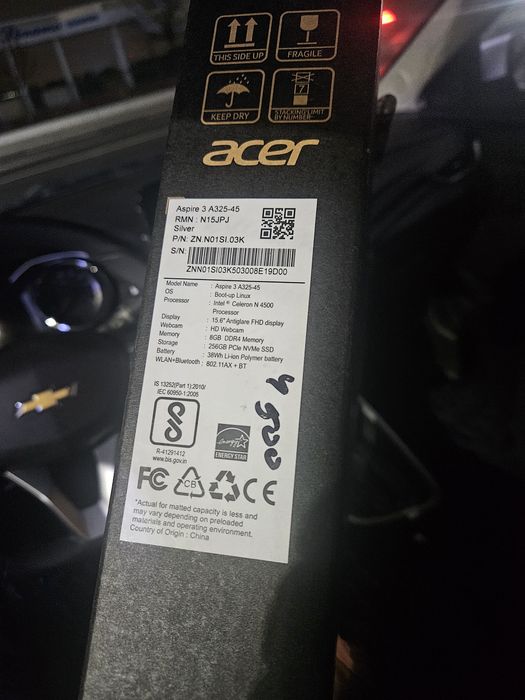 THIS SIDE UP
FRAGILE
KEEP DRY
7
STACKING LIMIT
BY NUMBER
acer
Aspire 3 A325-45
RMN : N15JPJ
Silver
P/N: ZN.N01SI.03K
S/N:
ZNN01SI03K503008E19D00
Model Name : Aspire 3 A325-45
OS : Boot-up Linux
Processor : Intel ® Celeron N 4500
Processor
Display : 15.6" Antiglare FHD display
Webcam : HD Webcam
Memory : 8GB DDR4 Memory
Storage : 256GB PCIe NVMe SSD
Battery : 38Wh Li-ion Polymer battery
WLAN+Bluetooth : 802.11AX + BT
IS 13252(Part 1):2010/
IEC 60950-1:2005
R-41291412
www.bis.gov.in
energy
ENERGY STAR
FC CB CE
*Actual for matted capacity is less and
may vary depending on preloaded
materials and operating environment.
Country of Origin : China